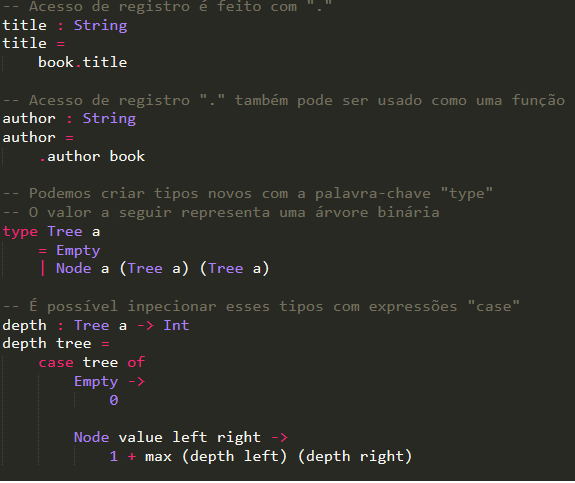 -- Acesso de registro é feito com "."
title : String
title =
    book.title

-- Acesso de registro "." também pode ser usado como uma função
author : String
author =
    .author book

-- Podemos criar tipos novos com a palavra-chave "type"
-- O valor a seguir representa uma árvore binária
type Tree a
    = Empty
    | Node a (Tree a) (Tree a)

-- É possível inpecionar esses tipos com expressões "case"
depth : Tree a -> Int
depth tree =
    case tree of
        Empty ->
            0

        Node value left right ->
            1 + max (depth left) (depth right)